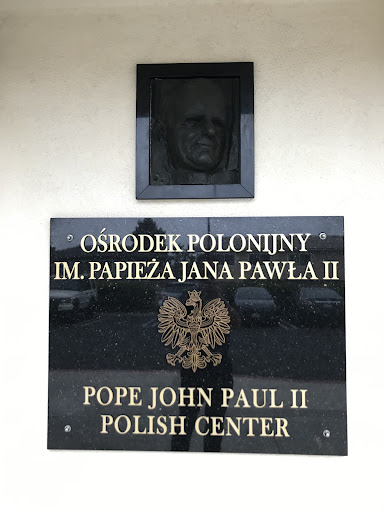 OŚRODEK POLONIJNY
IM. PAPIEŻA JANA PAWŁA II
POPE JOHN PAUL II
POLISH CENTER